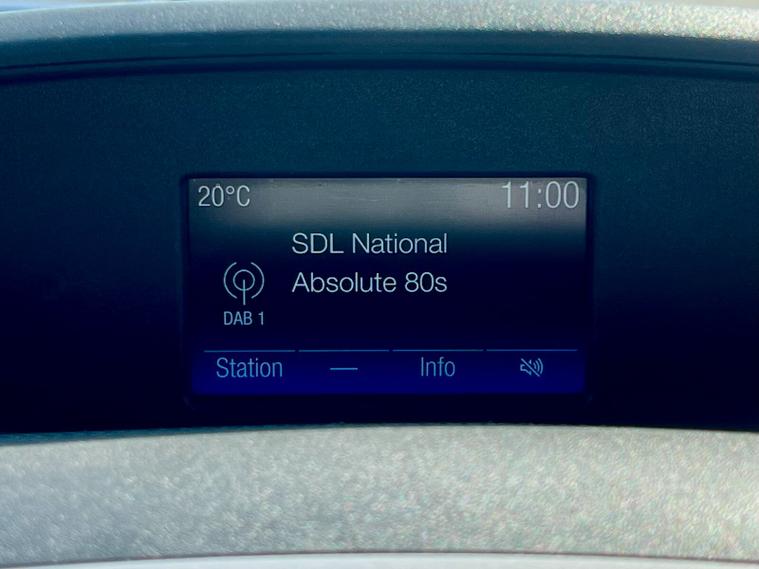 20°C 11:00
SDL National
Absolute 80s
DAB 1
Station — Info